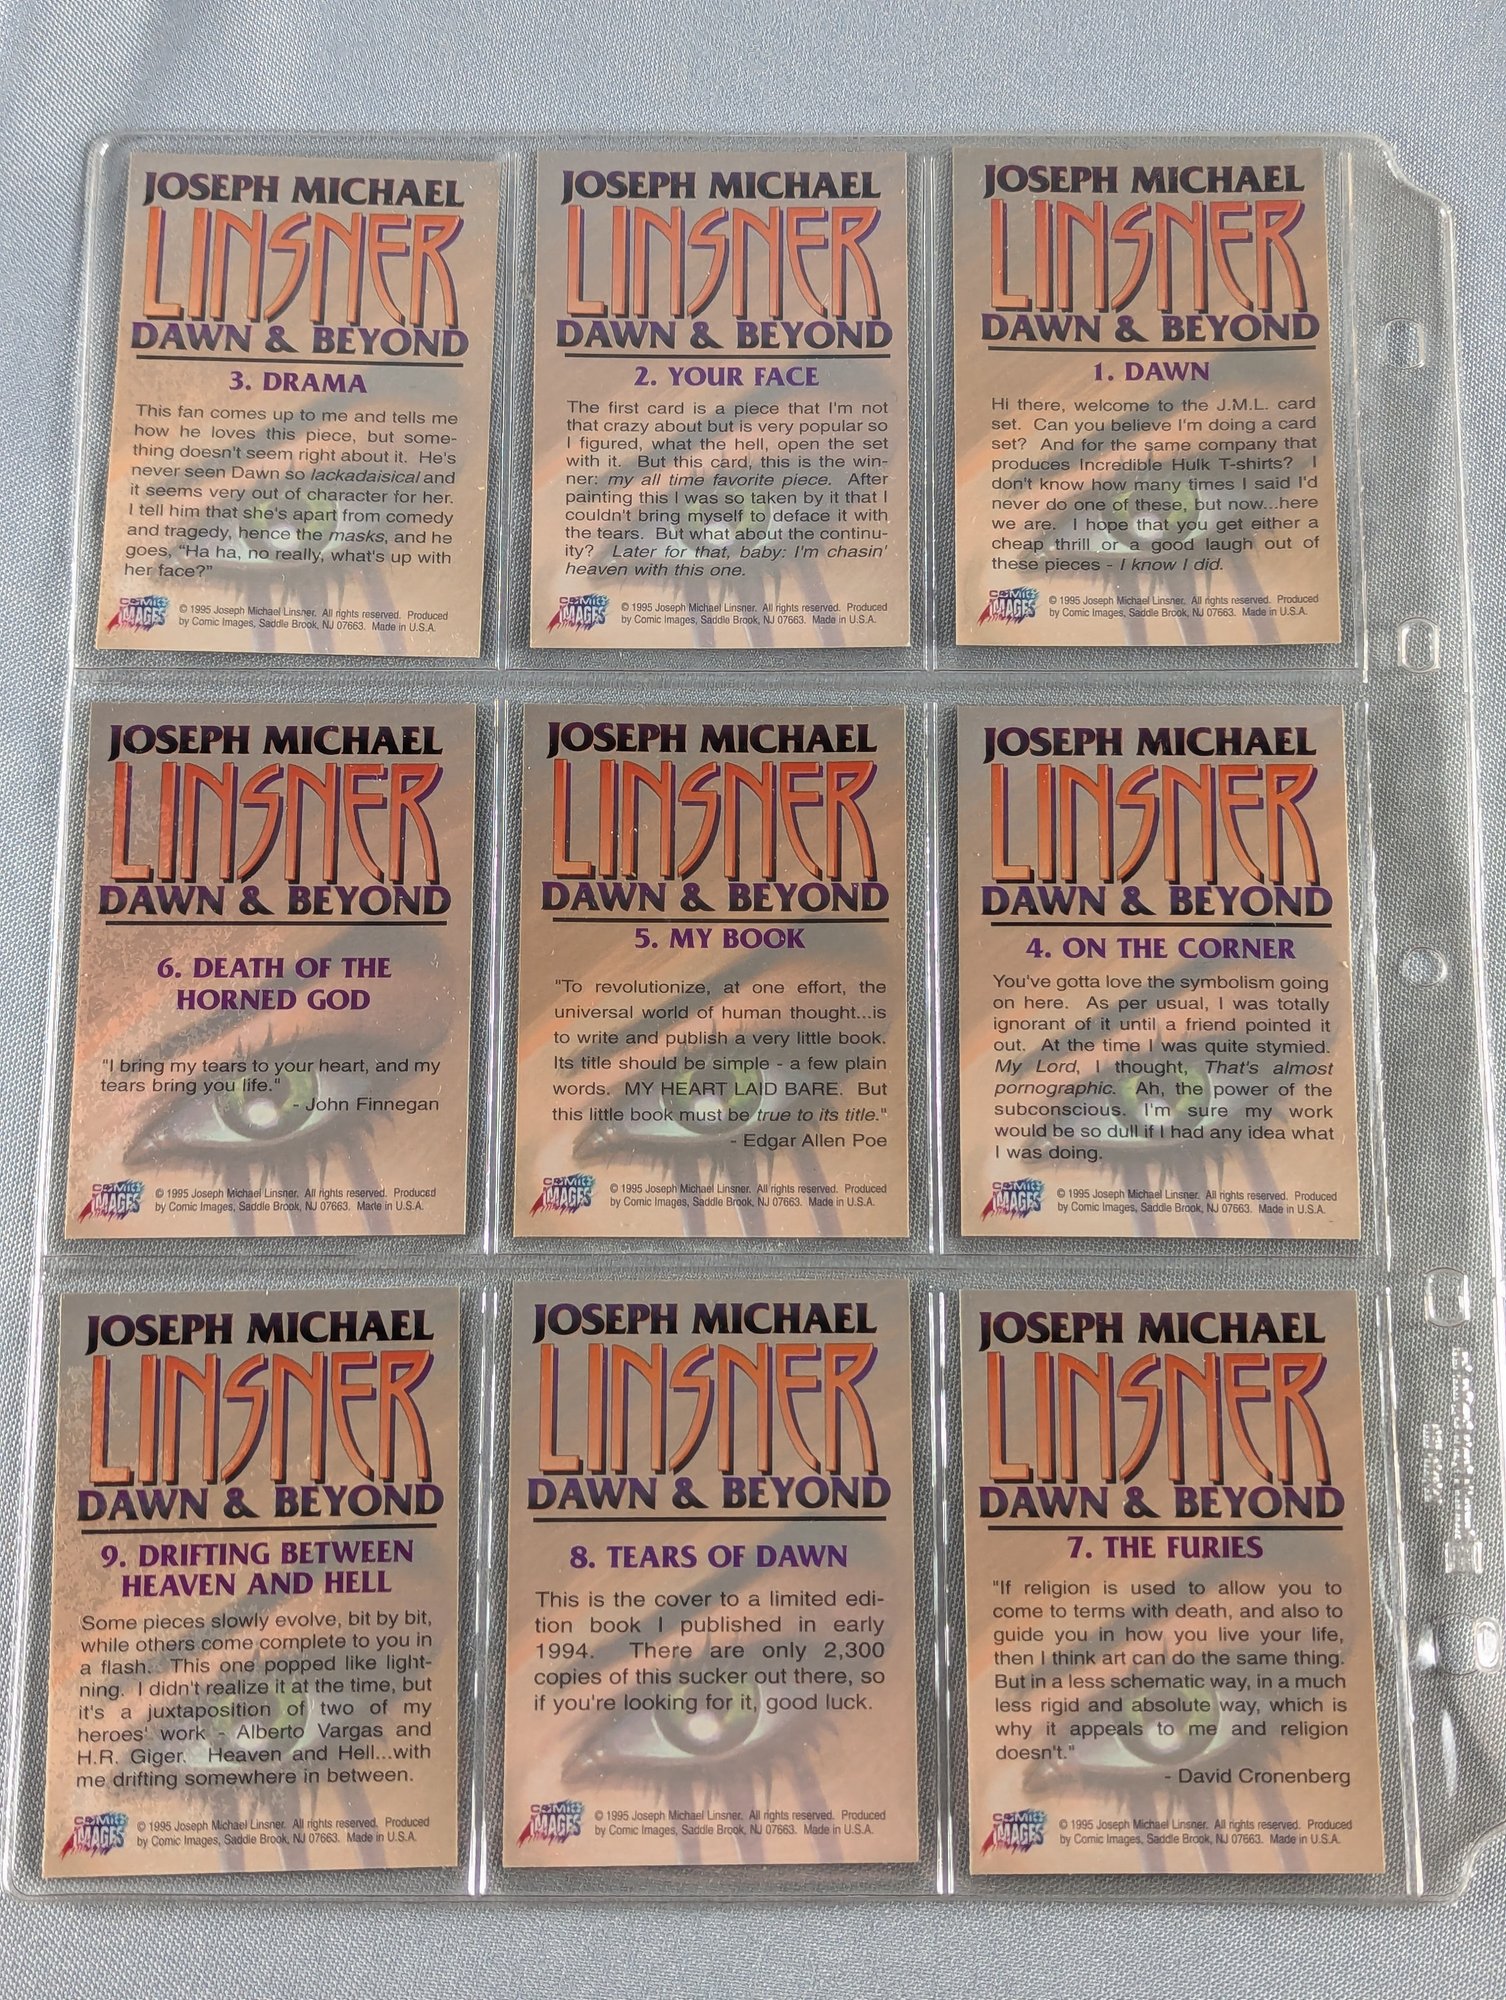 JOSEPH MICHAEL
LINSNER
DAWN & BEYOND
3. DRAMA
This fan comes up to me and tells me
how he loves this piece, but some-
thing doesn't seem right about it. He's
never seen Dawn so lackadaisical and
it seems very out of character for her.
I tell him that she's apart from comedy
and tragedy, hence the masks, and he
goes, "Ha ha, no really, what's up with
her face?"
COMIC
IMAGES
© 1995 Joseph Michael Linsner. All rights reserved. Produced
by Comic Images, Saddle Brook, NJ 07663. Made in U.S.A.
JOSEPH MICHAEL
LINSNER
DAWN & BEYOND
2. YOUR FACE
The first card is a piece that I'm not
that crazy about but is very popular so
I figured, what the hell, open the set
with it. But this card, this is the win-
ner: my all time favorite piece. After
painting this I was so taken by it that I
couldn't bring myself to deface it with
the tears. But what about the continu-
ity? Later for that, baby: I'm chasin'
heaven with this one.
COMIC
IMAGES
© 1995 Joseph Michael Linsner. All rights reserved. Produced
by Comic Images, Saddle Brook, NJ 07663. Made in U.S.A.
JOSEPH MICHAEL
LINSNER
DAWN & BEYOND
1. DAWN
Hi there, welcome to the J.M.L. card
set. Can you believe I'm doing a card
set? And for the same company that
produces Incredible Hulk T-shirts? I
don't know how many times I said I'd
never do one of these, but now...here
we are. I hope that you get either a
cheap thrill or a good laugh out of
these pieces - I know I did.
COMIC
IMAGES
© 1995 Joseph Michael Linsner. All rights reserved. Produced
by Comic Images, Saddle Brook, NJ 07663. Made in U.S.A.
JOSEPH MICHAEL
LINSNER
DAWN & BEYOND
6. DEATH OF THE
HORNED GOD
"I bring my tears to your heart, and my
tears bring you life."
- John Finnegan
COMIC
IMAGES
© 1995 Joseph Michael Linsner. All rights reserved. Produced
by Comic Images, Saddle Brook, NJ 07663. Made in U.S.A.
JOSEPH MICHAEL
LINSNER
DAWN & BEYOND
5. MY BOOK
"To revolutionize, at one effort, the
universal world of human thought...is
to write and publish a very little book.
Its title should be simple - a few plain
words. MY HEART LAID BARE. But
this little book must be true to its title."
- Edgar Allen Poe
COMIC
IMAGES
© 1995 Joseph Michael Linsner. All rights reserved. Produced
by Comic Images, Saddle Brook, NJ 07663. Made in U.S.A.
JOSEPH MICHAEL
LINSNER
DAWN & BEYOND
4. ON THE CORNER
You've gotta love the symbolism going
on here. As per usual, I was totally
ignorant of it until a friend pointed it
out. At the time I was quite stymied.
My Lord, I thought, That's almost
pornographic. Ah, the power of the
subconscious. I'm sure my work
would be so dull if I had any idea what
I was doing.
COMIC
IMAGES
© 1995 Joseph Michael Linsner. All rights reserved. Produced
by Comic Images, Saddle Brook, NJ 07663. Made in U.S.A.
JOSEPH MICHAEL
LINSNER
DAWN & BEYOND
9. DRIFTING BETWEEN
HEAVEN AND HELL
Some pieces slowly evolve, bit by bit,
while others come complete to you in
a flash. This one popped like light-
ning. I didn't realize it at the time, but
it's a juxtaposition of two of my
heroes' work - Alberto Vargas and
H.R. Giger. Heaven and Hell...with
me drifting somewhere in between.
COMIC
IMAGES
© 1995 Joseph Michael Linsner. All rights reserved. Produced
by Comic Images, Saddle Brook, NJ 07663. Made in U.S.A.
JOSEPH MICHAEL
LINSNER
DAWN & BEYOND
8. TEARS OF DAWN
This is the cover to a limited edi-
tion book I published in early
1994. There are only 2,300
copies of this sucker out there, so
if you're looking for it, good luck.
COMIC
IMAGES
© 1995 Joseph Michael Linsner. All rights reserved. Produced
by Comic Images, Saddle Brook, NJ 07663. Made in U.S.A.
JOSEPH MICHAEL
LINSNER
DAWN & BEYOND
7. THE FURIES
"If religion is used to allow you to
come to terms with death, and also to
guide you in how you live your life,
then I think art can do the same thing.
But in a less schematic way, in a much
less rigid and absolute way, which is
why it appeals to me and religion
doesn't."
- David Cronenberg
COMIC
IMAGES
© 1995 Joseph Michael Linsner. All rights reserved. Produced
by Comic Images, Saddle Brook, NJ 07663. Made in U.S.A.